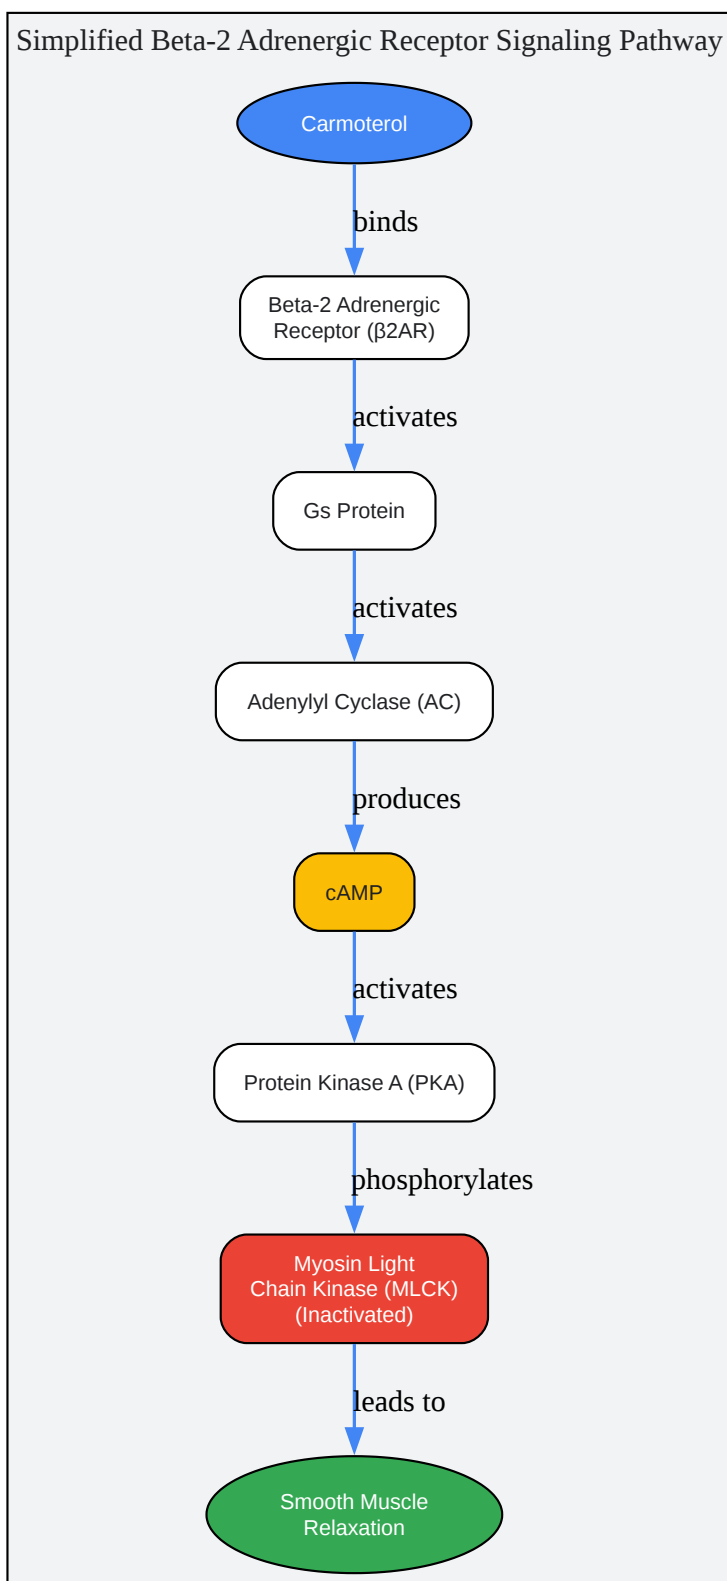 Simplified Beta-2 Adrenergic Receptor Signaling Pathway
Carmoterol
binds
Beta-2 Adrenergic
Receptor (β2AR)
activates
Gs Protein
activates
Adenylyl Cyclase (AC)
produces
cAMP
activates
Protein Kinase A (PKA)
phosphorylates
Myosin Light
Chain Kinase (MLCK)
(Inactivated)
leads to
Smooth Muscle
Relaxation